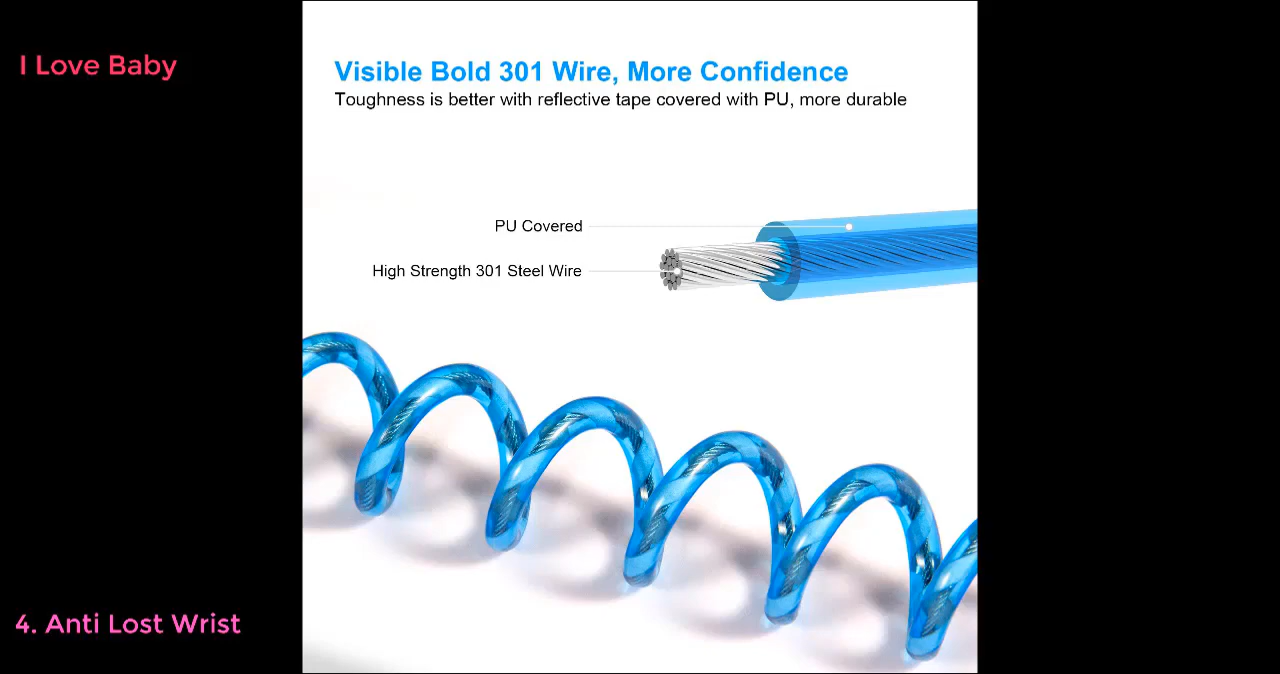 I Love Baby
Visible Bold 301 Wire, More Confidence
Toughness is better with reflective tape covered with PU, more durable
PU Covered
High Strength 301 Steel Wire
4. Anti Lost Wrist